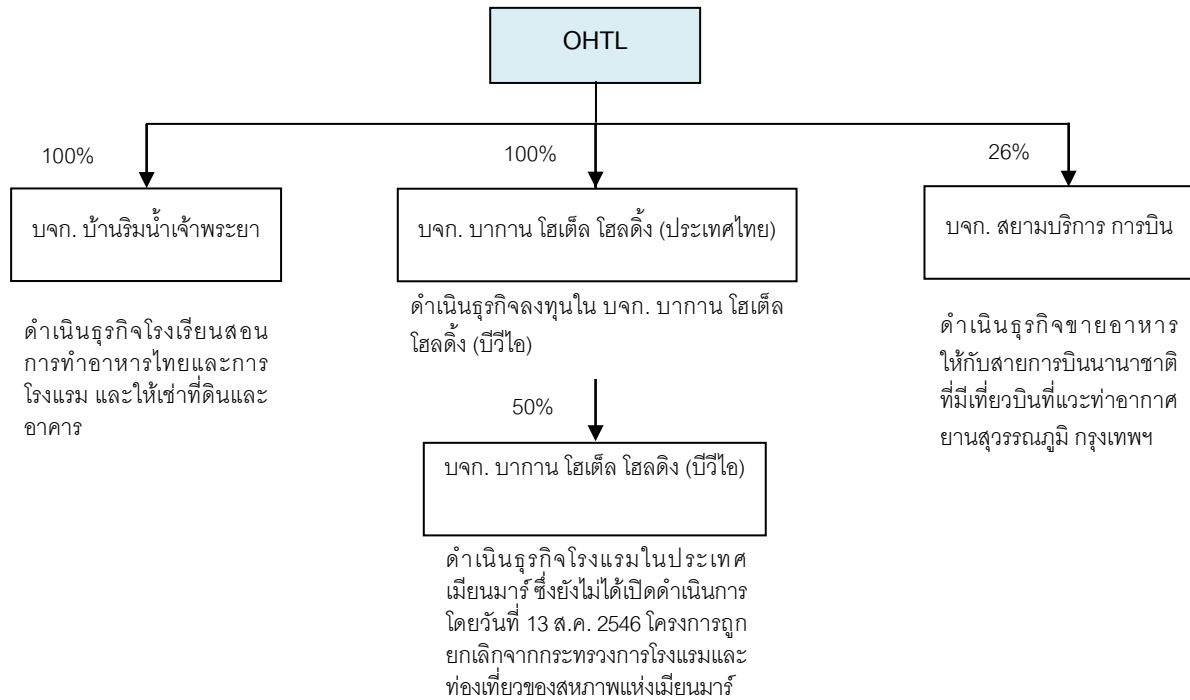 OHTL
100%
100%
26%
บจก. บ้านริมน้ำเจ้าพระยา
บจก. บากาน โฮเต็ล โฮลดิ้ง (ประเทศไทย)
บจก. สยามบริการ การบิน
ดำเนินธุรกิจโรงเรียนสอน
การทำอาหารไทยและการ
โรงแรม และให้เช่าที่ดินและ
อาคาร
ดำเนินธุรกิจลงทุนใน บจก. บากาน โฮเต็ล
โฮลดิ้ง (บีวีไอ)
ดำเนินธุรกิจขายอาหาร
ให้กับสายการบินนานาชาติ
ที่มีเที่ยวบินที่แวะท่าอากาศ
ยานสุวรรณภูมิ กรุงเทพฯ
50%
บจก. บากาน โฮเต็ล โฮลดิง (บีวีไอ)
ดำเนินธุรกิจโรงแรมในประเทศ
เมียนมาร์ ซึ่งยังไม่ได้เปิดดำเนินการ
โดยวันที่ 13 ส.ค. 2546 โครงการถูก
ยกเลิกจากกระทรวงการโรงแรมและ
ท่องเที่ยวของสหภาพแห่งเมียนมาร์